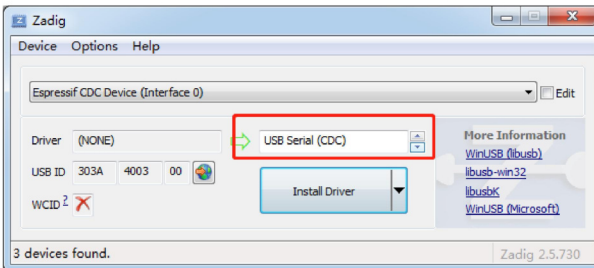 Zadig
Device Options Help
Espressif CDC Device (Interface 0)
Edit
Driver (NONE) USB Serial (CDC)
USB ID 303A 4003 00
WCID ?
Install Driver
More Information
WinUSB (libusb)
libusb-win32
libusbK
WinUSB (Microsoft)
3 devices found.
Zadig 2.5.730